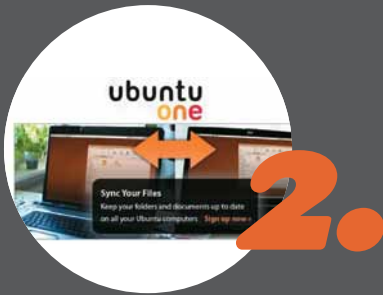 ubuntu
one
Sync Your Files
Keep your folders and documents up to date
on all your Ubuntu computers Sign up now ›
2.